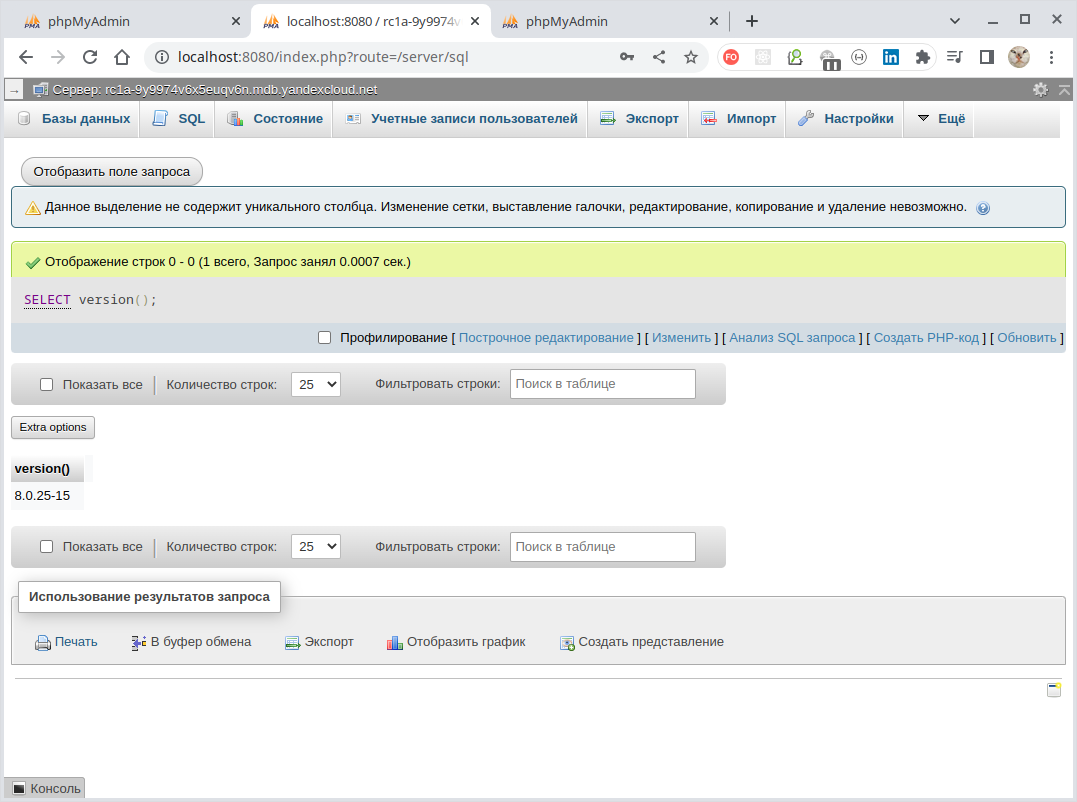 phpMyAdmin localhost:8080 / rc1a-9y9974v phpMyAdmin
localhost:8080/index.php?route=/server/sql
FO
in
Сервер: rc1a-9y9974v6x5euqv6n.mdb.yandexcloud.net
Базы данных SQL Состояние Учетные записи пользователей Экспорт Импорт Настройки Ещё
Отобразить поле запроса
Данное выделение не содержит уникального столбца. Изменение сетки, выставление галочки, редактирование, копирование и удаление невозможно.
Отображение строк 0 - 0 (1 всего, Запрос занял 0.0007 сек.)
SELECT version();
Профилирование [ Построчное редактирование ] [ Изменить ] [ Анализ SQL запроса ] [ Создать PHP-код ] [ Обновить ]
Показать все Количество строк: 25 Фильтровать строки: Поиск в таблице
Extra options
version()
8.0.25-15
Показать все Количество строк: 25 Фильтровать строки: Поиск в таблице
Использование результатов запроса
Печать В буфер обмена Экспорт Отобразить график Создать представление
Консоль